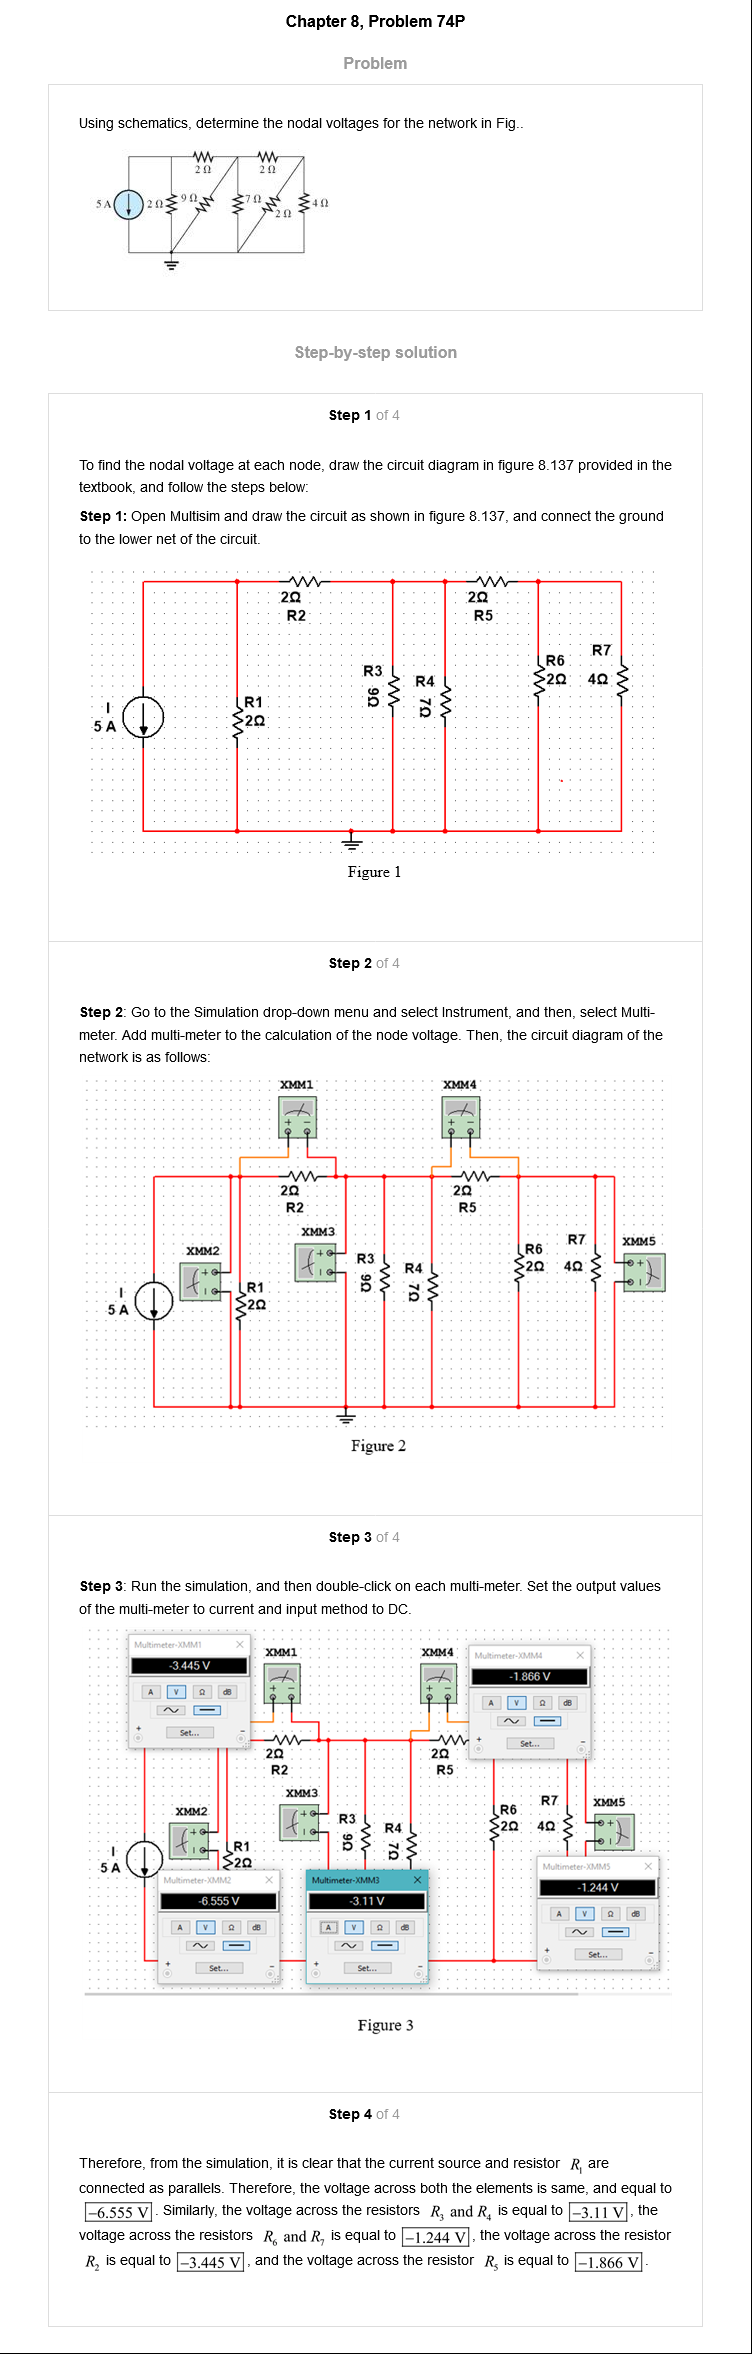 Chapter 8, Problem 74P
Problem
Using schematics, determine the nodal voltages for the network in Fig..
2 Ω
2 Ω
5 A
2 Ω
9 Ω
7 Ω
2 Ω
4 Ω
Step-by-step solution
Step 1 of 4
To find the nodal voltage at each node, draw the circuit diagram in figure 8.137 provided in the
textbook, and follow the steps below:
Step 1: Open Multisim and draw the circuit as shown in figure 8.137, and connect the ground
to the lower net of the circuit.
2Ω
R2
2Ω
R5
R7
4Ω
R6
2Ω
R3
9Ω
R4
7Ω
R1
2Ω
I
5 A
Figure 1
Step 2 of 4
Step 2: Go to the Simulation drop-down menu and select Instrument, and then, select Multi-
meter. Add multi-meter to the calculation of the node voltage. Then, the circuit diagram of the
network is as follows:
XMM1
XMM4
2Ω
R2
2Ω
R5
XMM3
XMM2
R3
9Ω
R4
7Ω
R6
2Ω
R7
4Ω
XMM5
R1
2Ω
I
5 A
Figure 2
Step 3 of 4
Step 3: Run the simulation, and then double-click on each multi-meter. Set the output values
of the multi-meter to current and input method to DC.
Multimeter-XMM1 ×
-3.445 V
A V Ω dB
Set...
XMM1
XMM4
Multimeter-XMM4 ×
-1.866 V
A V Ω dB
Set...
2Ω
R2
2Ω
R5
XMM3
XMM2
R3
9Ω
R4
7Ω
R6
2Ω
R7
4Ω
XMM5
R1
2Ω
I
5 A
Multimeter-XMM2 ×
-6.555 V
A V Ω dB
Set...
Multimeter-XMM3 ×
-3.11 V
A V Ω dB
Set...
Multimeter-XMM5 ×
-1.244 V
A V Ω dB
Set...
Figure 3
Step 4 of 4
Therefore, from the simulation, it is clear that the current source and resistor R₁ are
connected as parallels. Therefore, the voltage across both the elements is same, and equal to
−6.555 V. Similarly, the voltage across the resistors R₃ and R₄ is equal to −3.11 V, the
voltage across the resistors R₆ and R₇ is equal to −1.244 V, the voltage across the resistor
R₂ is equal to −3.445 V, and the voltage across the resistor R₅ is equal to −1.866 V.